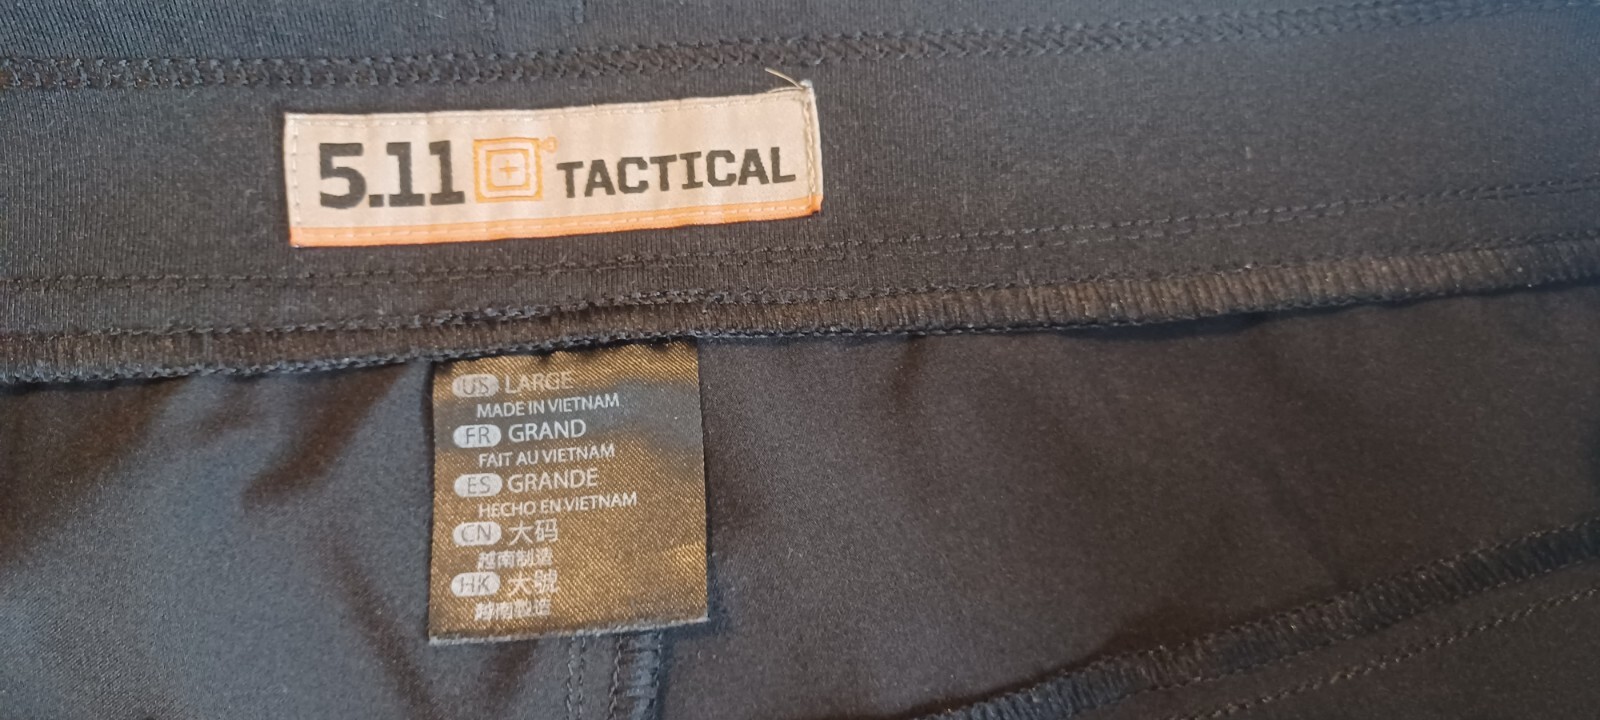 5.11 TACTICAL
US LARGE
MADE IN VIETNAM
FR GRAND
FAIT AU VIETNAM
ES GRANDE
HECHO EN VIETNAM
CN 大码
越南制造
HK 大號
越南製造